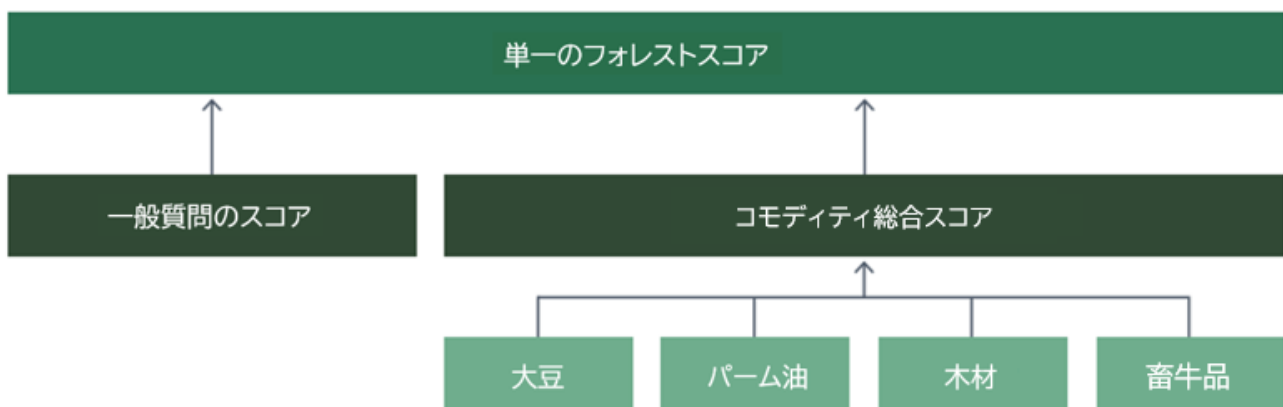 単一のフォレストスコア
一般質問のスコア
コモディティ総合スコア
大豆
パーム油
木材
畜牛品